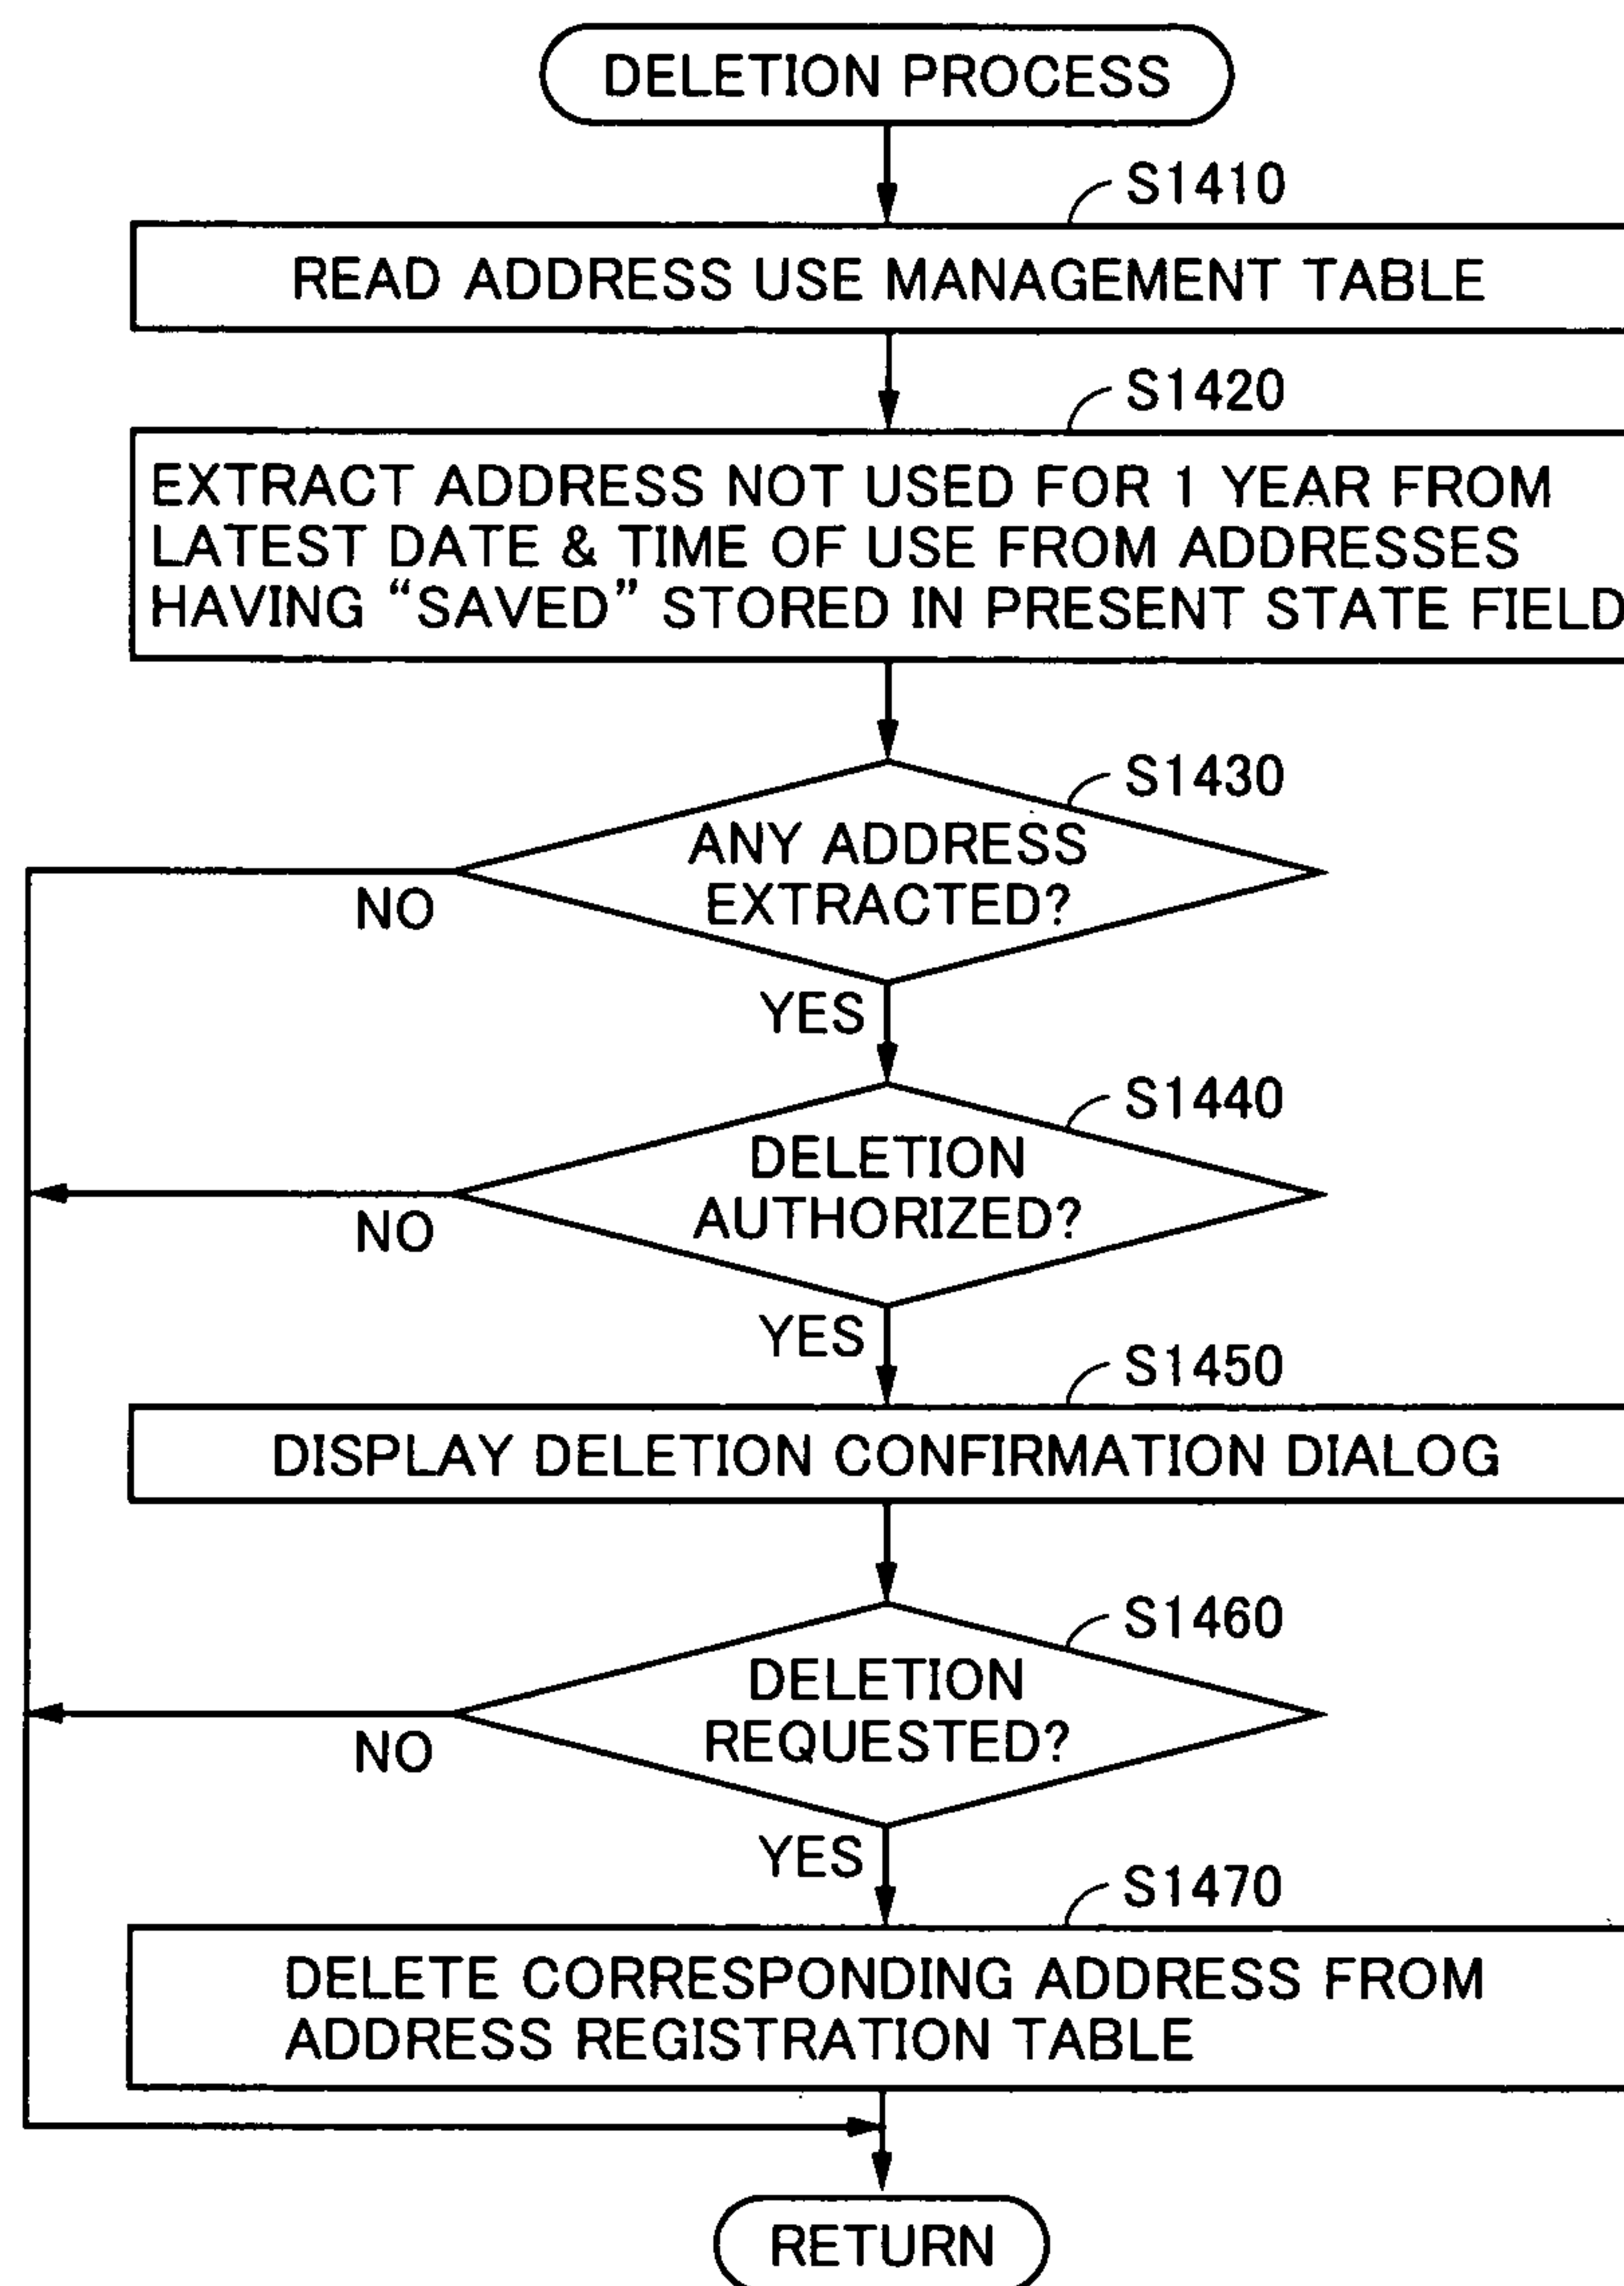 DELETION PROCESS
S1410
READ ADDRESS USE MANAGEMENT TABLE
S1420
EXTRACT ADDRESS NOT USED FOR 1 YEAR FROM
LATEST DATE & TIME OF USE FROM ADDRESSES
HAVING “SAVED” STORED IN PRESENT STATE FIELD
S1430
ANY ADDRESS
EXTRACTED?
NO
YES
S1440
DELETION
AUTHORIZED?
NO
YES
S1450
DISPLAY DELETION CONFIRMATION DIALOG
S1460
DELETION
REQUESTED?
NO
YES
S1470
DELETE CORRESPONDING ADDRESS FROM
ADDRESS REGISTRATION TABLE
RETURN